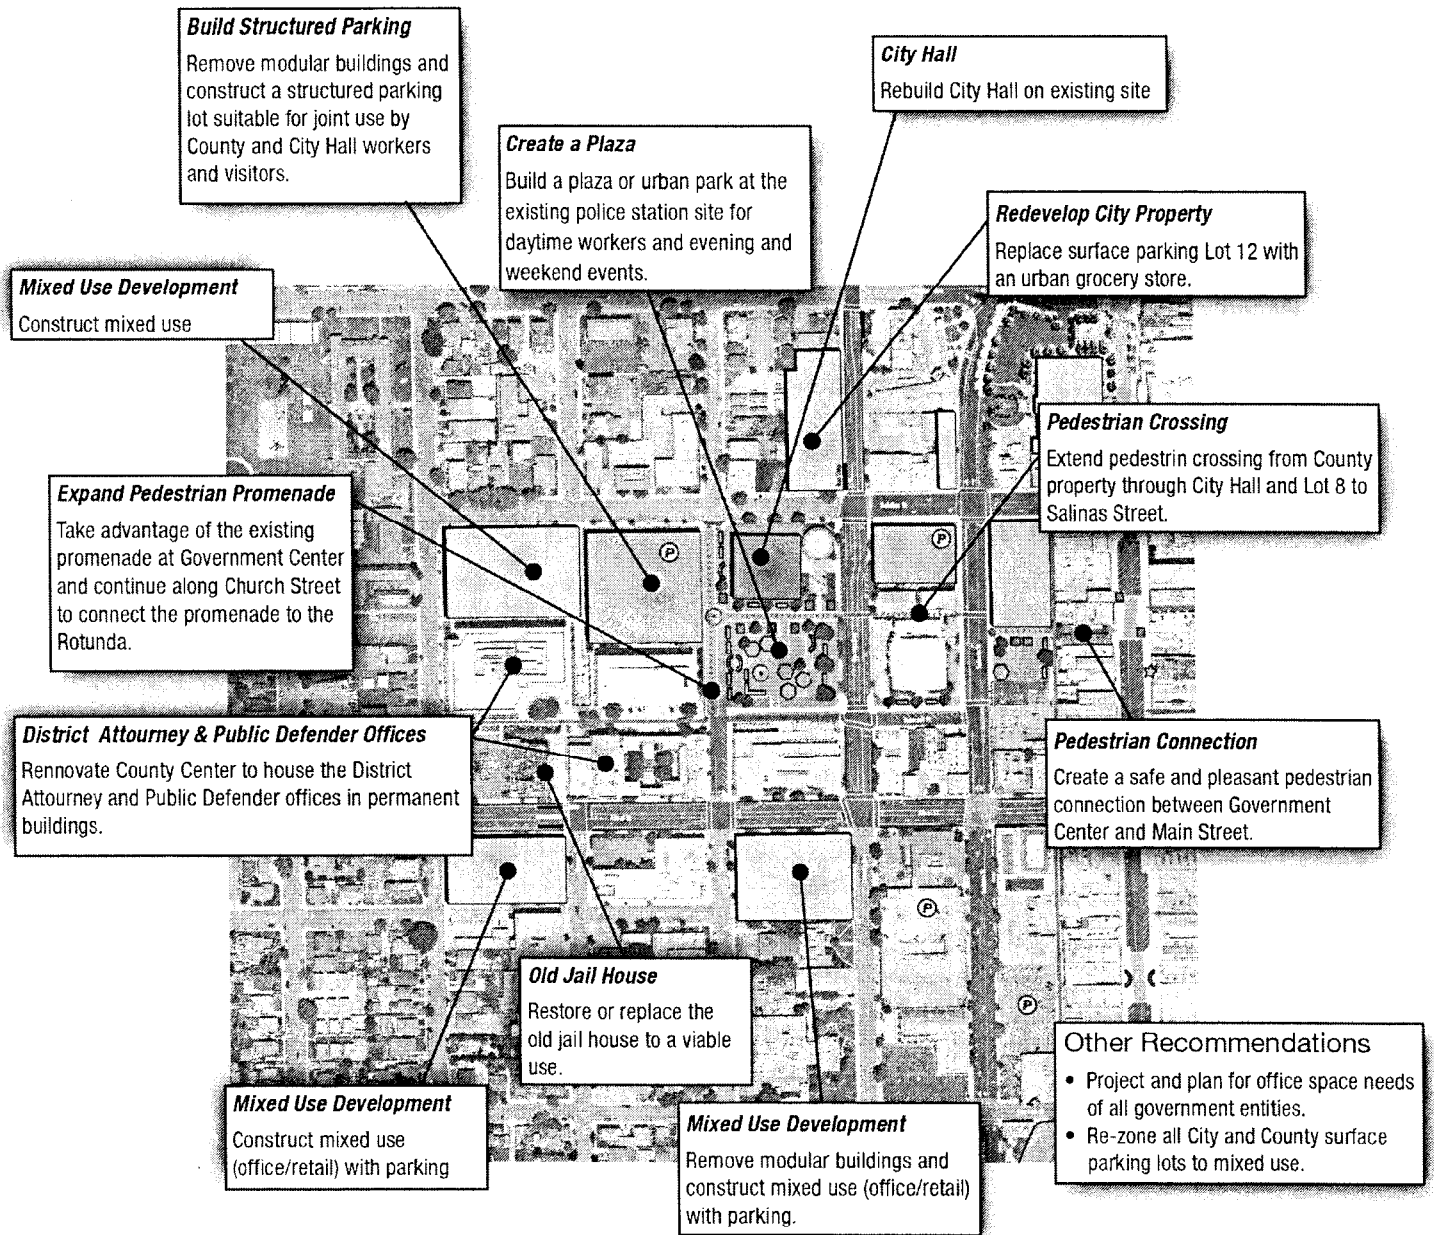 Build Structured Parking
Remove modular buildings and
construct a structured parking
lot suitable for joint use by
County and City Hall workers
and visitors.
City Hall
Rebuild City Hall on existing site
Create a Plaza
Build a plaza or urban park at the
existing police station site for
daytime workers and evening and
weekend events.
Redevelop City Property
Replace surface parking Lot 12 with
an urban grocery store.
Mixed Use Development
Construct mixed use
Pedestrian Crossing
Extend pedestrin crossing from County
property through City Hall and Lot 8 to
Salinas Street.
Expand Pedestrian Promenade
Take advantage of the existing
promenade at Government Center
and continue along Church Street
to connect the promenade to the
Rotunda.
P
P
District Attourney & Public Defender Offices
Rennovate County Center to house the District
Attourney and Public Defender offices in permanent
buildings.
Pedestrian Connection
Create a safe and pleasant pedestrian
connection between Government
Center and Main Street.
P
P
Old Jail House
Restore or replace the
old jail house to a viable
use.
Mixed Use Development
Construct mixed use
(office/retail) with parking
Mixed Use Development
Remove modular buildings and
construct mixed use (office/retail)
with parking.
Other Recommendations
• Project and plan for office space needs
of all government entities.
• Re-zone all City and County surface
parking lots to mixed use.